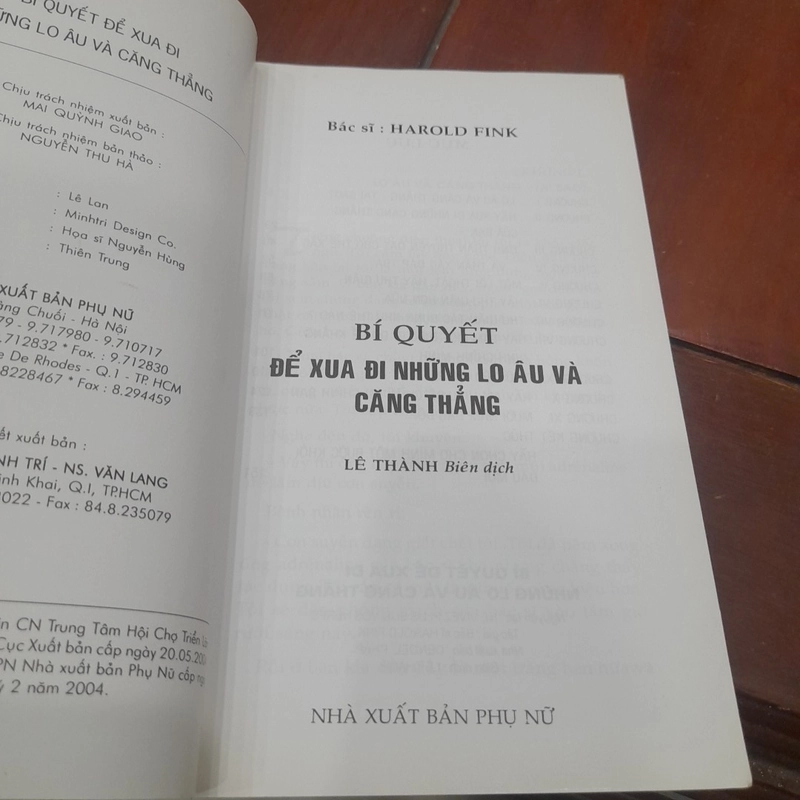 BÍ QUYẾT ĐỂ XUA ĐI
NHỮNG LO ÂU VÀ CĂNG THẲNG
Chịu trách nhiệm xuất bản :
MAI QUỲNH GIAO
Chịu trách nhiệm bản thảo :
NGUYỄN THU HÀ
: Lê Lan
: Minhtri Design Co.
: Họa sĩ Nguyễn Hùng
: Thiên Trung
XUẤT BẢN PHỤ NỮ
Chuối - Hà Nội
79 - 9.717980 - 9.710717
.712832 * Fax. : 9.712830
De Rhodes - Q.1 - TP. HCM
8228467 * Fax : 8.294459
xuất bản :
TRÍ - NS. VĂN LANG
Khai, Q.I, TP.HCM
022 - Fax : 84.8.235079
CN Trung Tâm Hội Chợ Triển
Cục Xuất bản cấp ngày 20.05.
Nhà xuất bản Phụ Nữ cấp
2 năm 2004.
Bác sĩ : HAROLD FINK
BÍ QUYẾT
ĐỂ XUA ĐI NHỮNG LO ÂU VÀ
CĂNG THẲNG
LÊ THÀNH Biên dịch
NHÀ XUẤT BẢN PHỤ NỮ